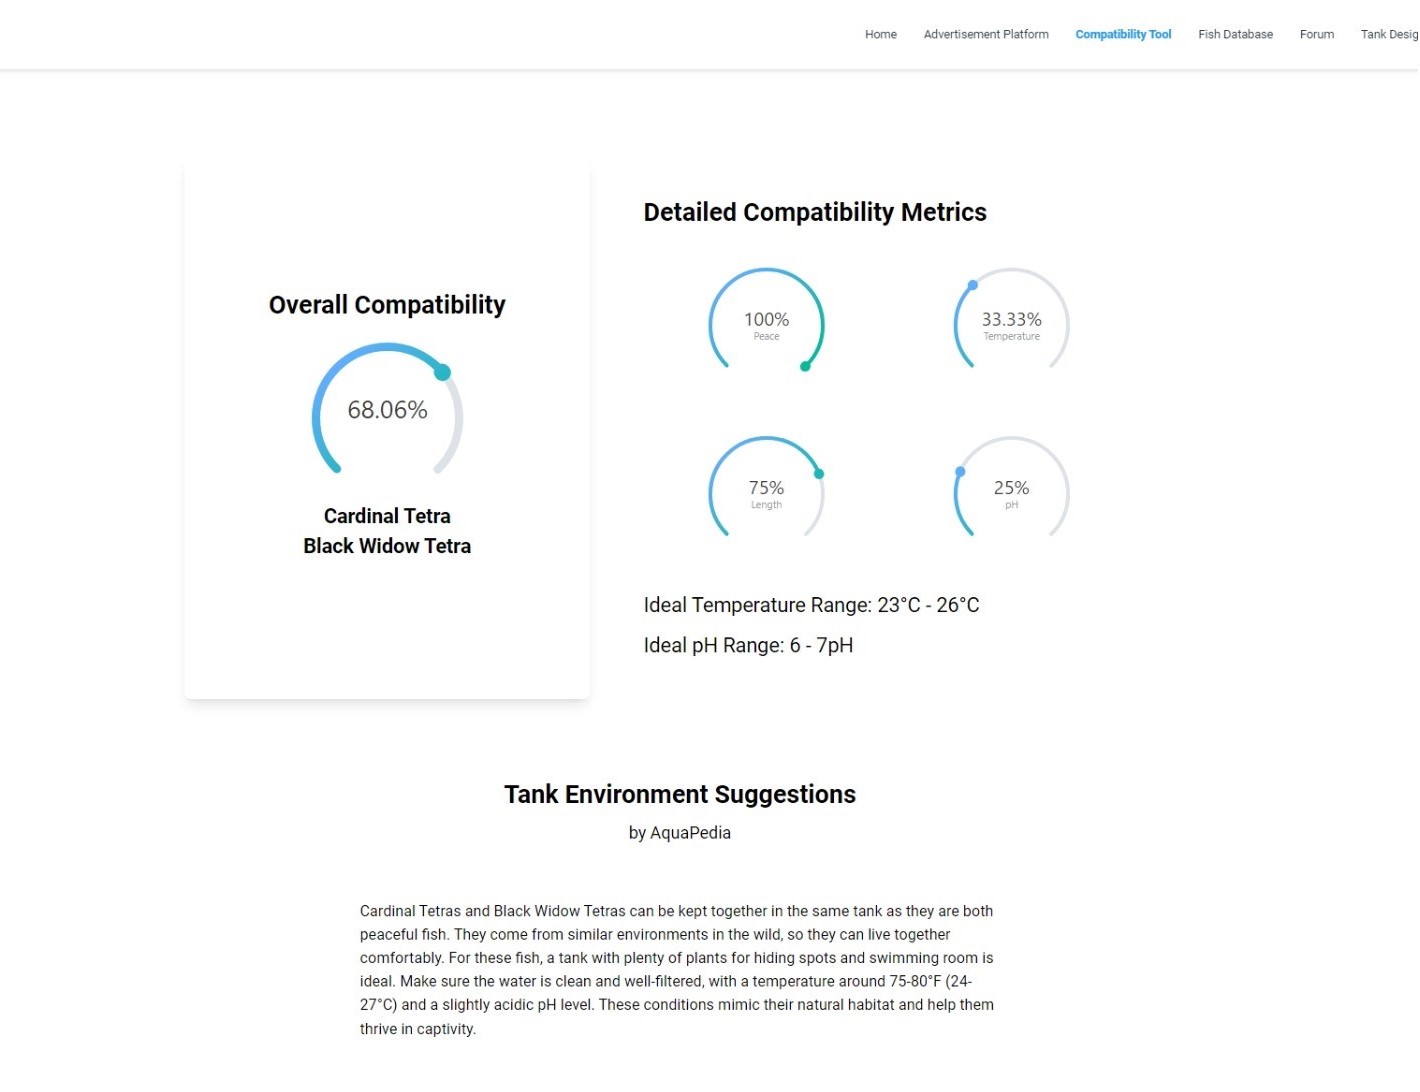 Home Advertisement Platform Compatibility Tool Fish Database Forum Tank Desig
Overall Compatibility
68.06%
Cardinal Tetra
Black Widow Tetra
Detailed Compatibility Metrics
100%
Peace
33.33%
Temperature
75%
Length
25%
pH
Ideal Temperature Range: 23°C - 26°C
Ideal pH Range: 6 - 7pH
Tank Environment Suggestions
by AquaPedia
Cardinal Tetras and Black Widow Tetras can be kept together in the same tank as they are both
peaceful fish. They come from similar environments in the wild, so they can live together
comfortably. For these fish, a tank with plenty of plants for hiding spots and swimming room is
ideal. Make sure the water is clean and well-filtered, with a temperature around 75-80°F (24-
27°C) and a slightly acidic pH level. These conditions mimic their natural habitat and help them
thrive in captivity.